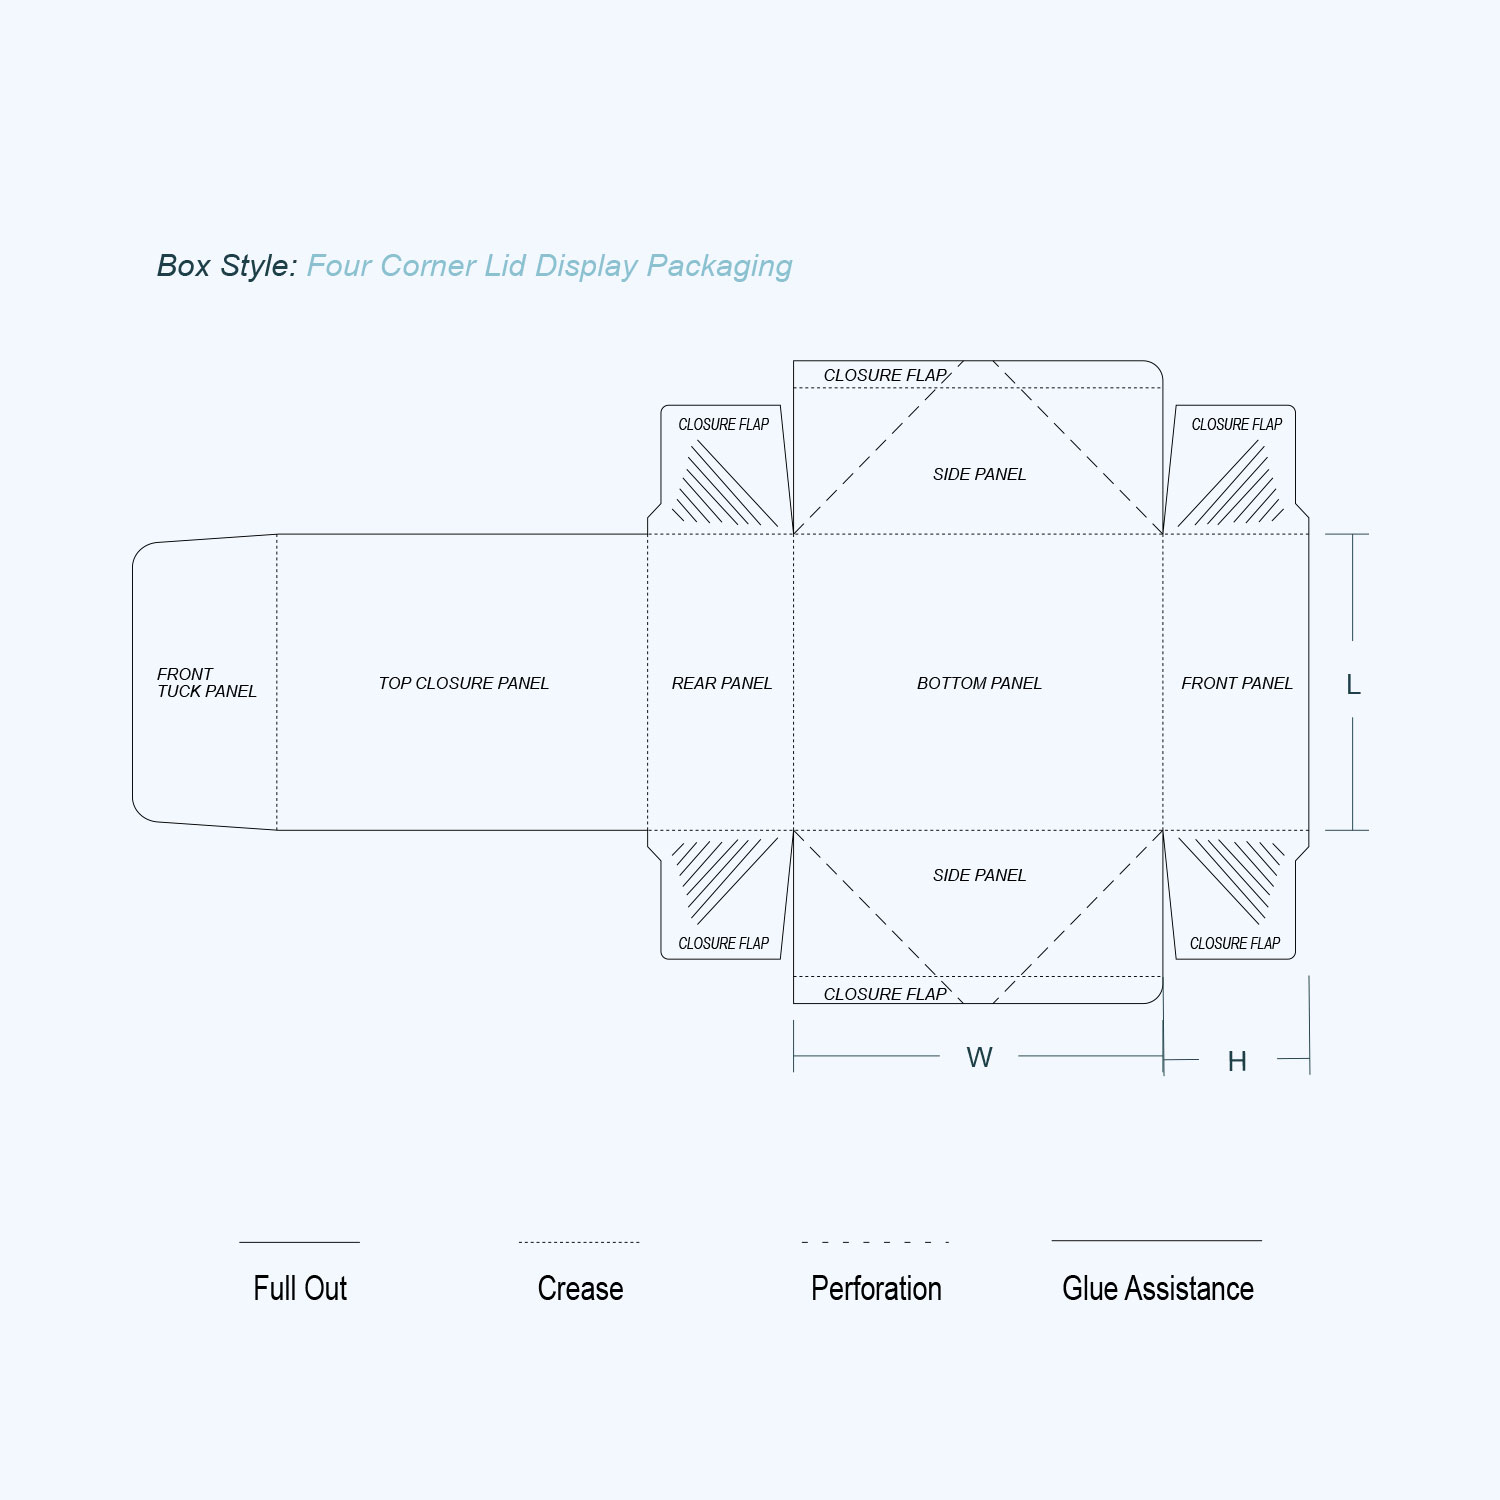 Box Style: Four Corner Lid Display Packaging
CLOSURE FLAP
CLOSURE FLAP
CLOSURE FLAP
SIDE PANEL
FRONT
TUCK PANEL
TOP CLOSURE PANEL
REAR PANEL
BOTTOM PANEL
FRONT PANEL
L
SIDE PANEL
CLOSURE FLAP
CLOSURE FLAP
CLOSURE FLAP
W
H
Full Out
Crease
Perforation
Glue Assistance